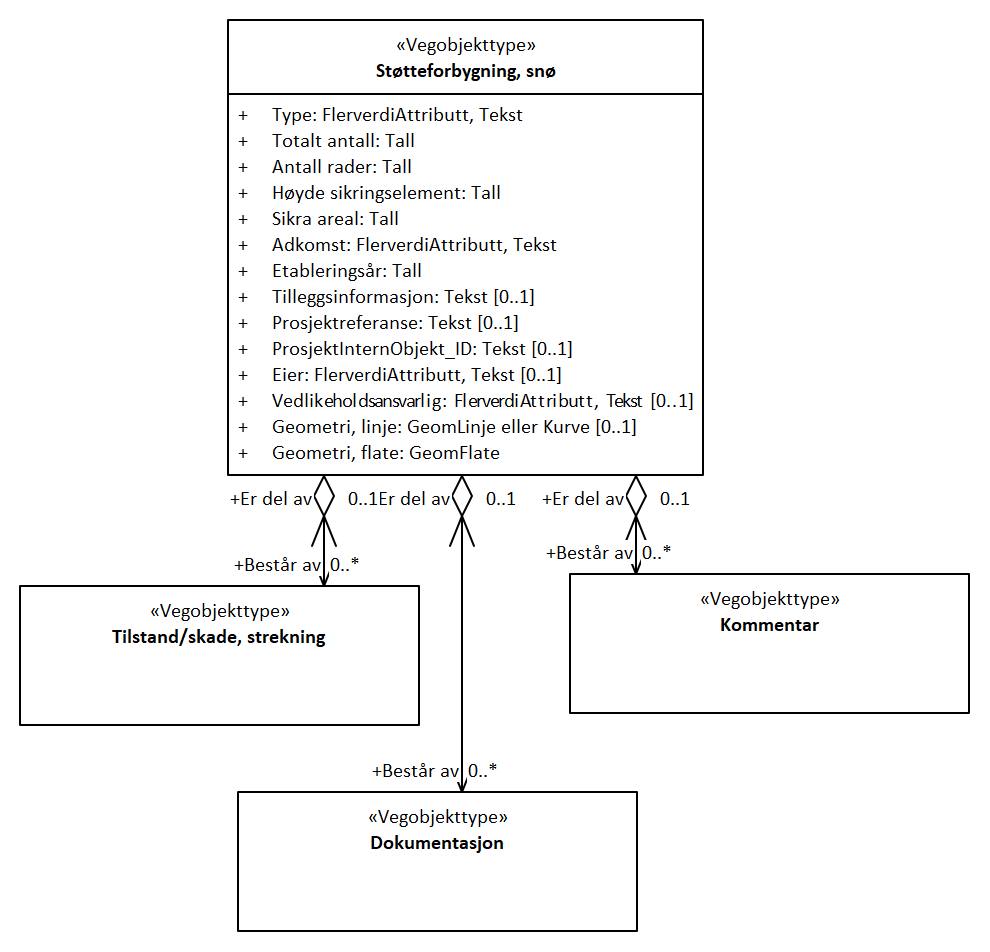 «Vegobjekttype»
Støtteforbygning, snø
+ Type: FlerverdiAttributt, Tekst
+ Totalt antall: Tall
+ Antall rader: Tall
+ Høyde sikringselement: Tall
+ Sikra areal: Tall
+ Adkomst: FlerverdiAttributt, Tekst
+ Etableringsår: Tall
+ Tilleggsinformasjon: Tekst [0..1]
+ Prosjektreferanse: Tekst [0..1]
+ ProsjektInternObjekt_ID: Tekst [0..1]
+ Eier: FlerverdiAttributt, Tekst [0..1]
+ Vedlikeholdsansvarlig: FlerverdiAttributt, Tekst [0..1]
+ Geometri, linje: GeomLinje eller Kurve [0..1]
+ Geometri, flate: GeomFlate
+Er del av 0..1 Er del av 0..1 +Er del av 0..1
+Består av 0..*
+Består av 0..*
«Vegobjekttype»
Tilstand/skade, strekning
«Vegobjekttype»
Kommentar
+Består av 0..*
«Vegobjekttype»
Dokumentasjon